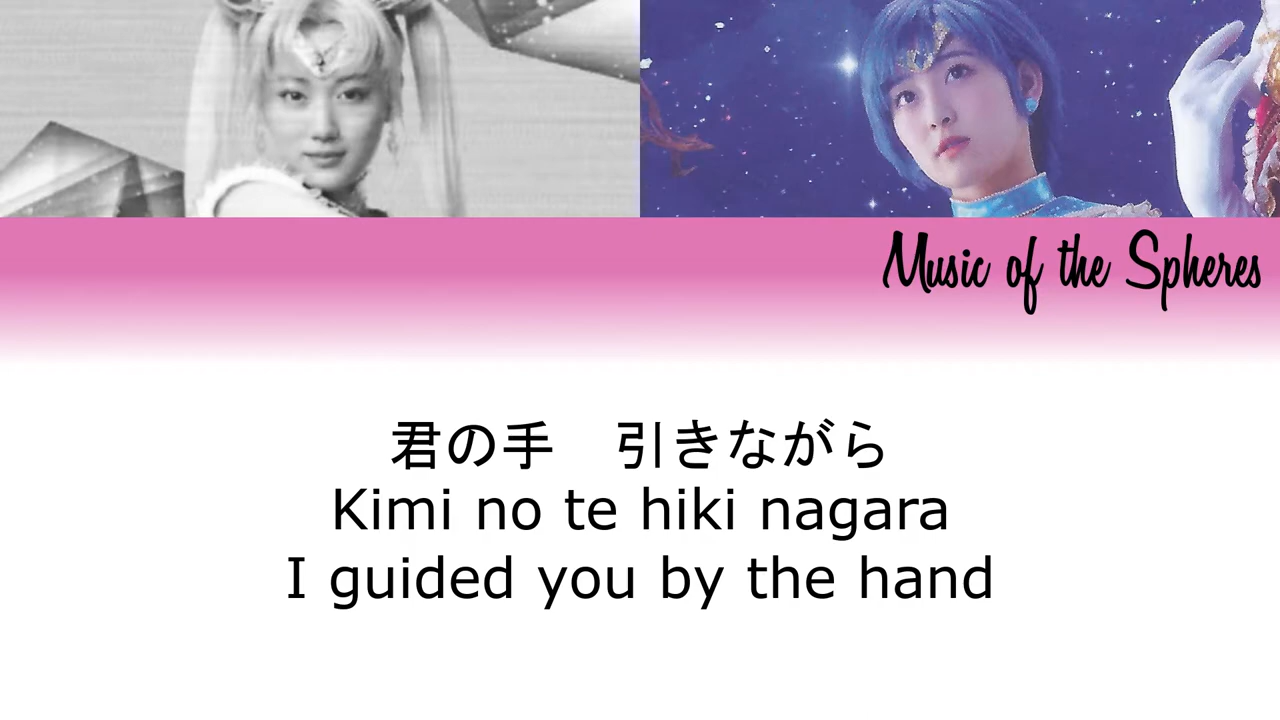 Music of the Spheres
君の手　引きながら
Kimi no te hiki nagara
I guided you by the hand